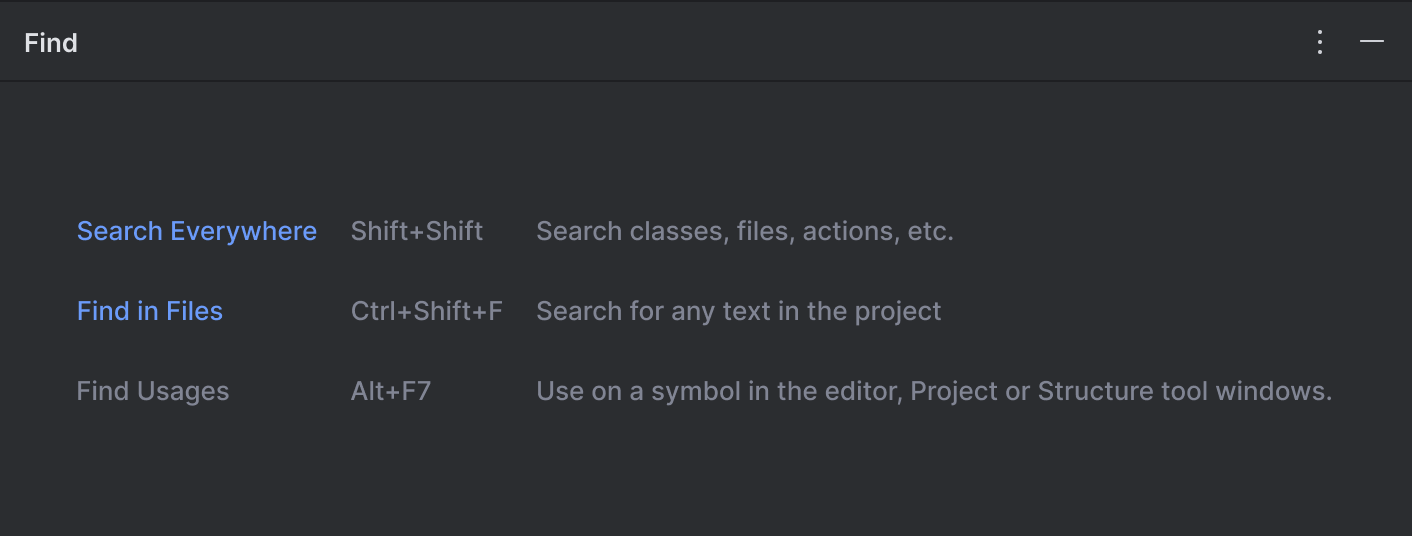 Find
Search Everywhere Shift+Shift Search classes, files, actions, etc.
Find in Files Ctrl+Shift+F Search for any text in the project
Find Usages Alt+F7 Use on a symbol in the editor, Project or Structure tool windows.